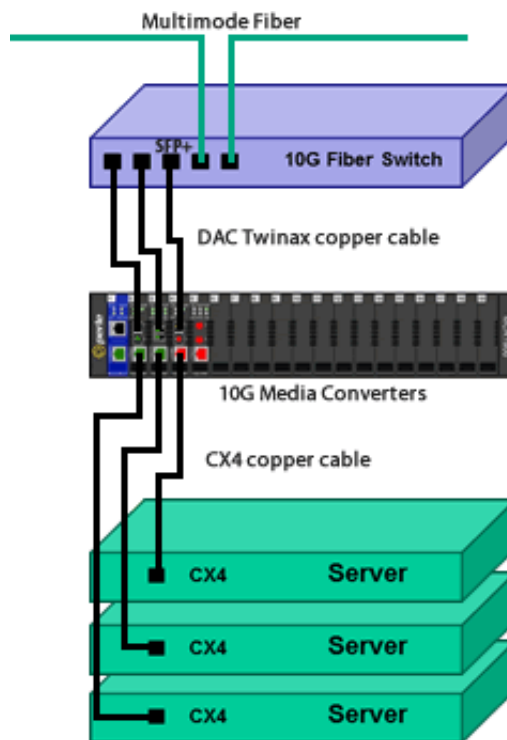 Multimode Fiber
SFP+
10G Fiber Switch
DAC Twinax copper cable
perle
10G Media Converters
CX4 copper cable
CX4 Server
CX4 Server
CX4 Server